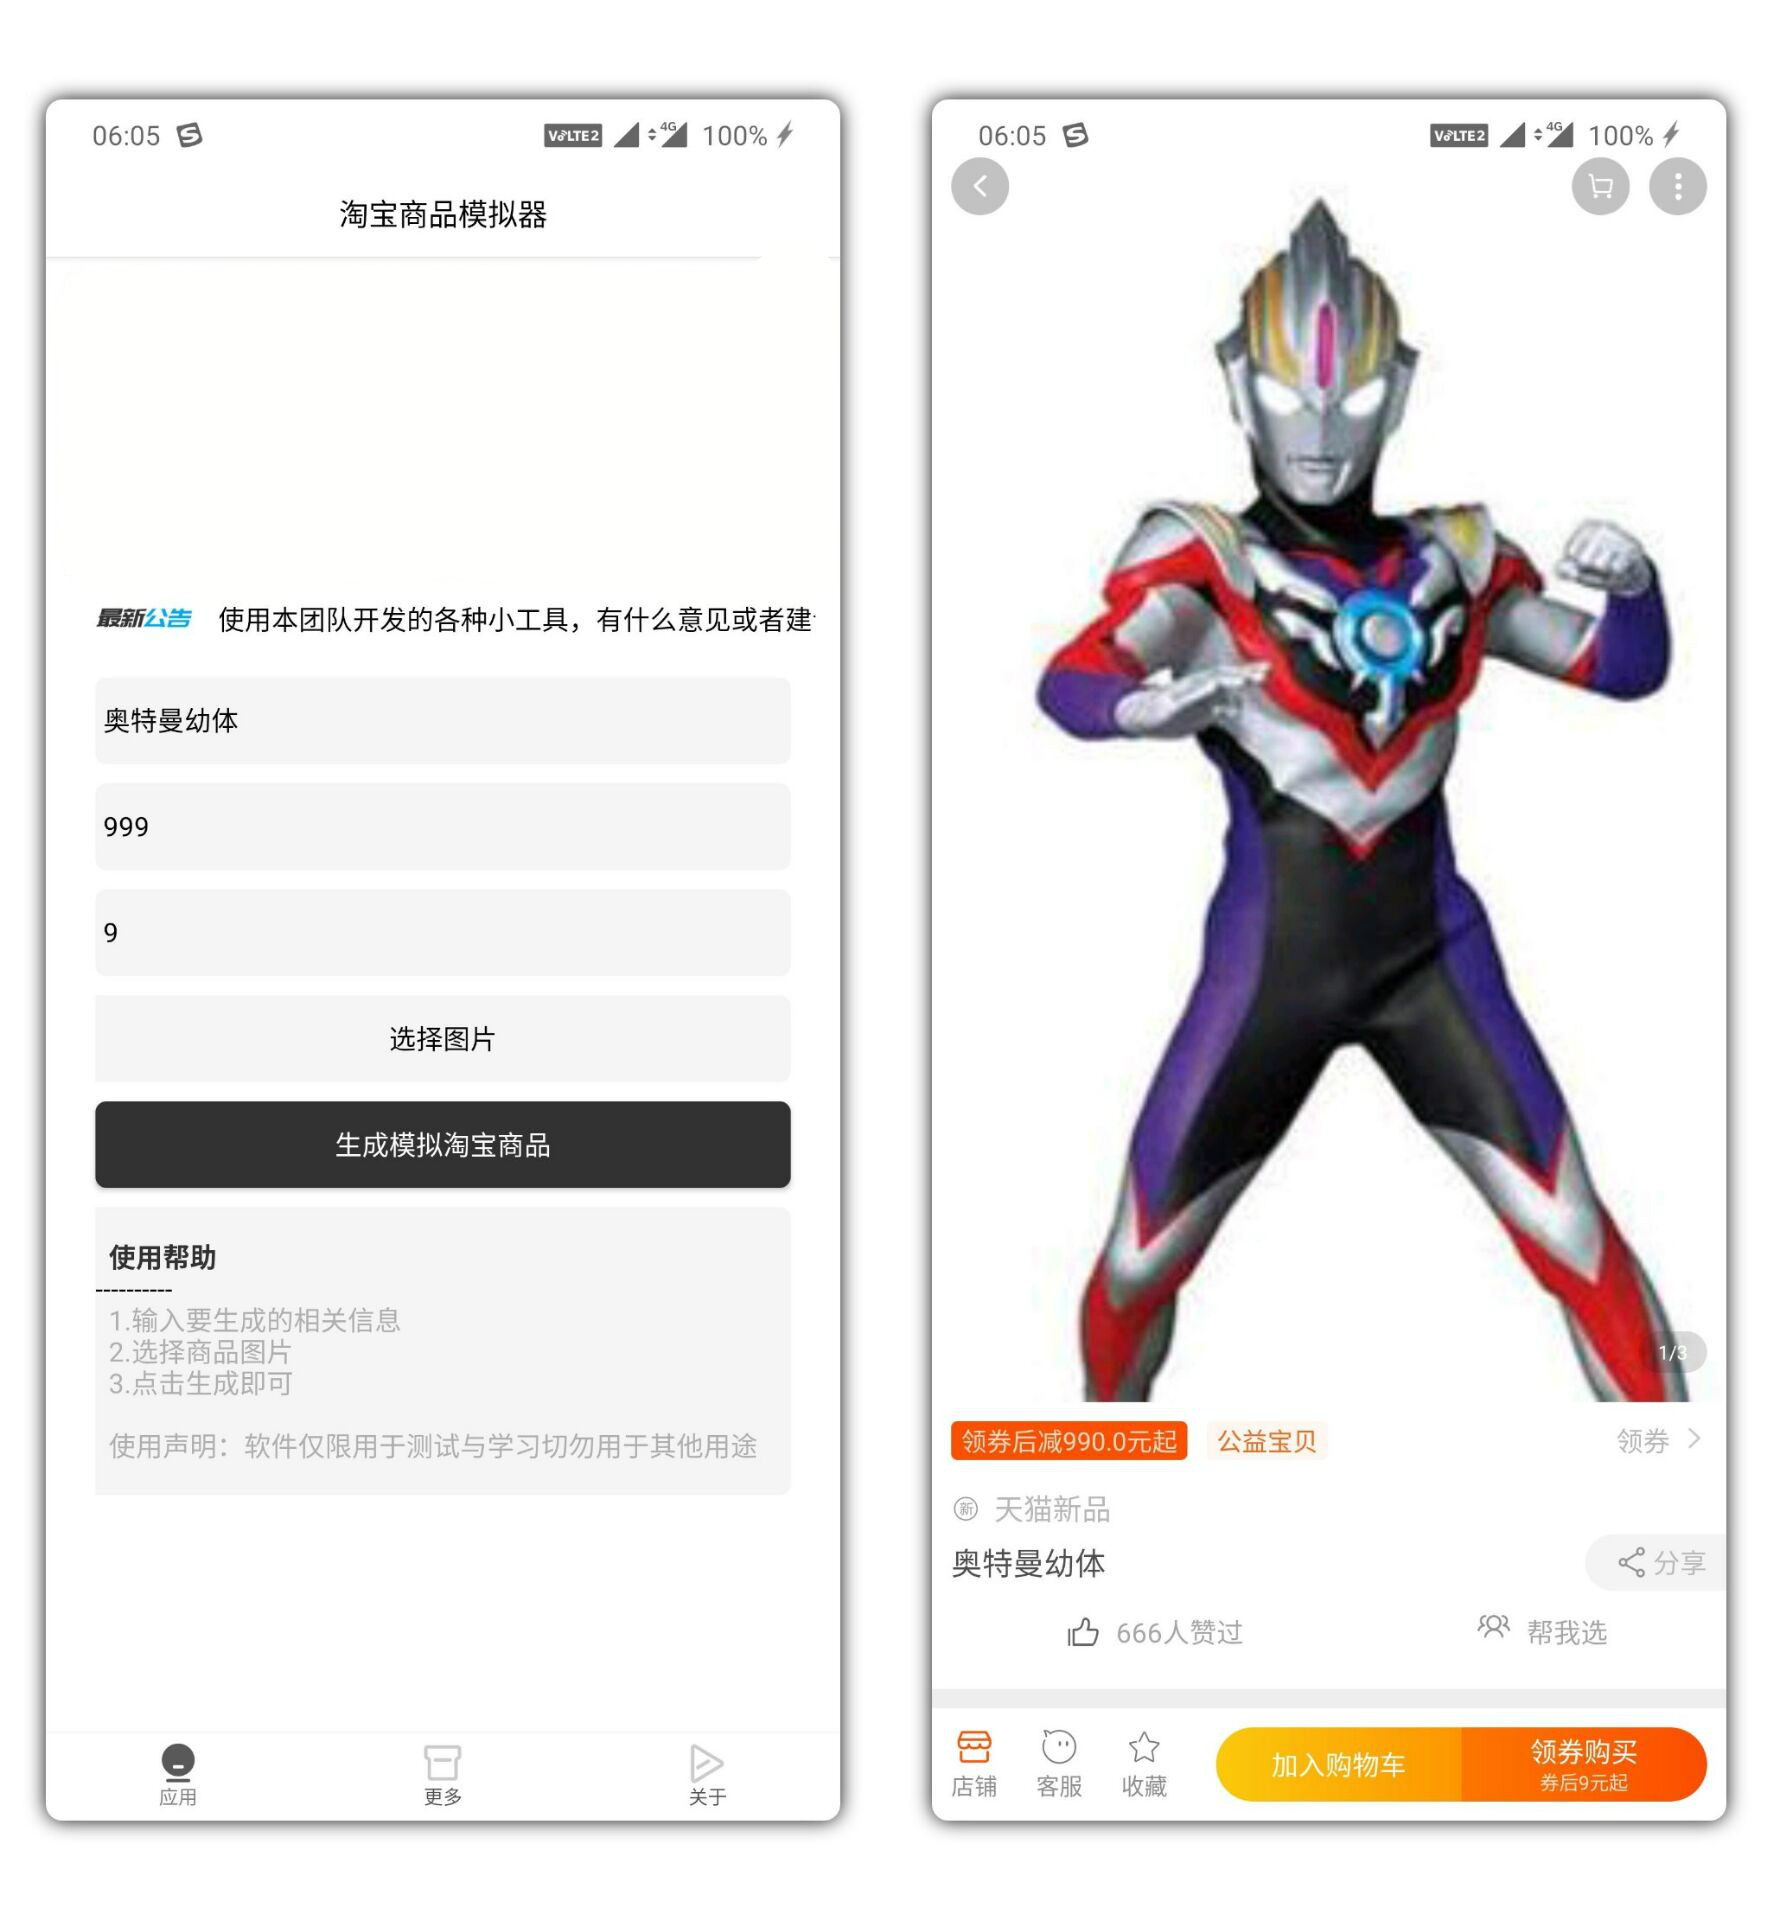 06:05
VoLTE2 4G 100%
淘宝商品模拟器
最新公告 使用本团队开发的各种小工具，有什么意见或者建
奥特曼幼体
999
9
选择图片
生成模拟淘宝商品
使用帮助
----------
1.输入要生成的相关信息
2.选择商品图片
3.点击生成即可
使用声明：软件仅限用于测试与学习切勿用于其他用途
应用
更多
关于
06:05
VoLTE2 4G 100%
1/3
领券后减990.0元起 公益宝贝 领券
新 天猫新品
奥特曼幼体
分享
666人赞过
帮我选
店铺
客服
收藏
加入购物车
领券购买
券后9元起